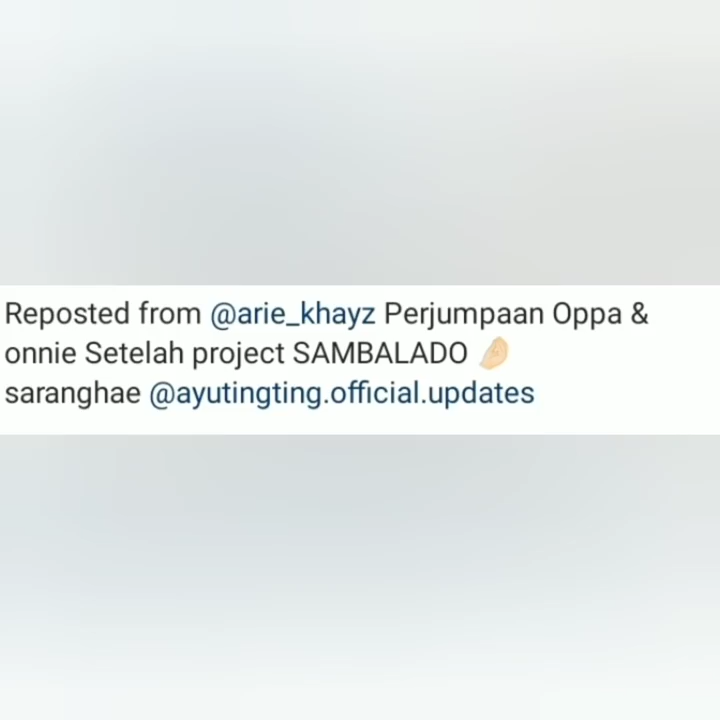 Reposted from @arie_khayz Perjumpaan Oppa &
onnie Setelah project SAMBALADO 🤌🏻
saranghae @ayutingting.official.updates